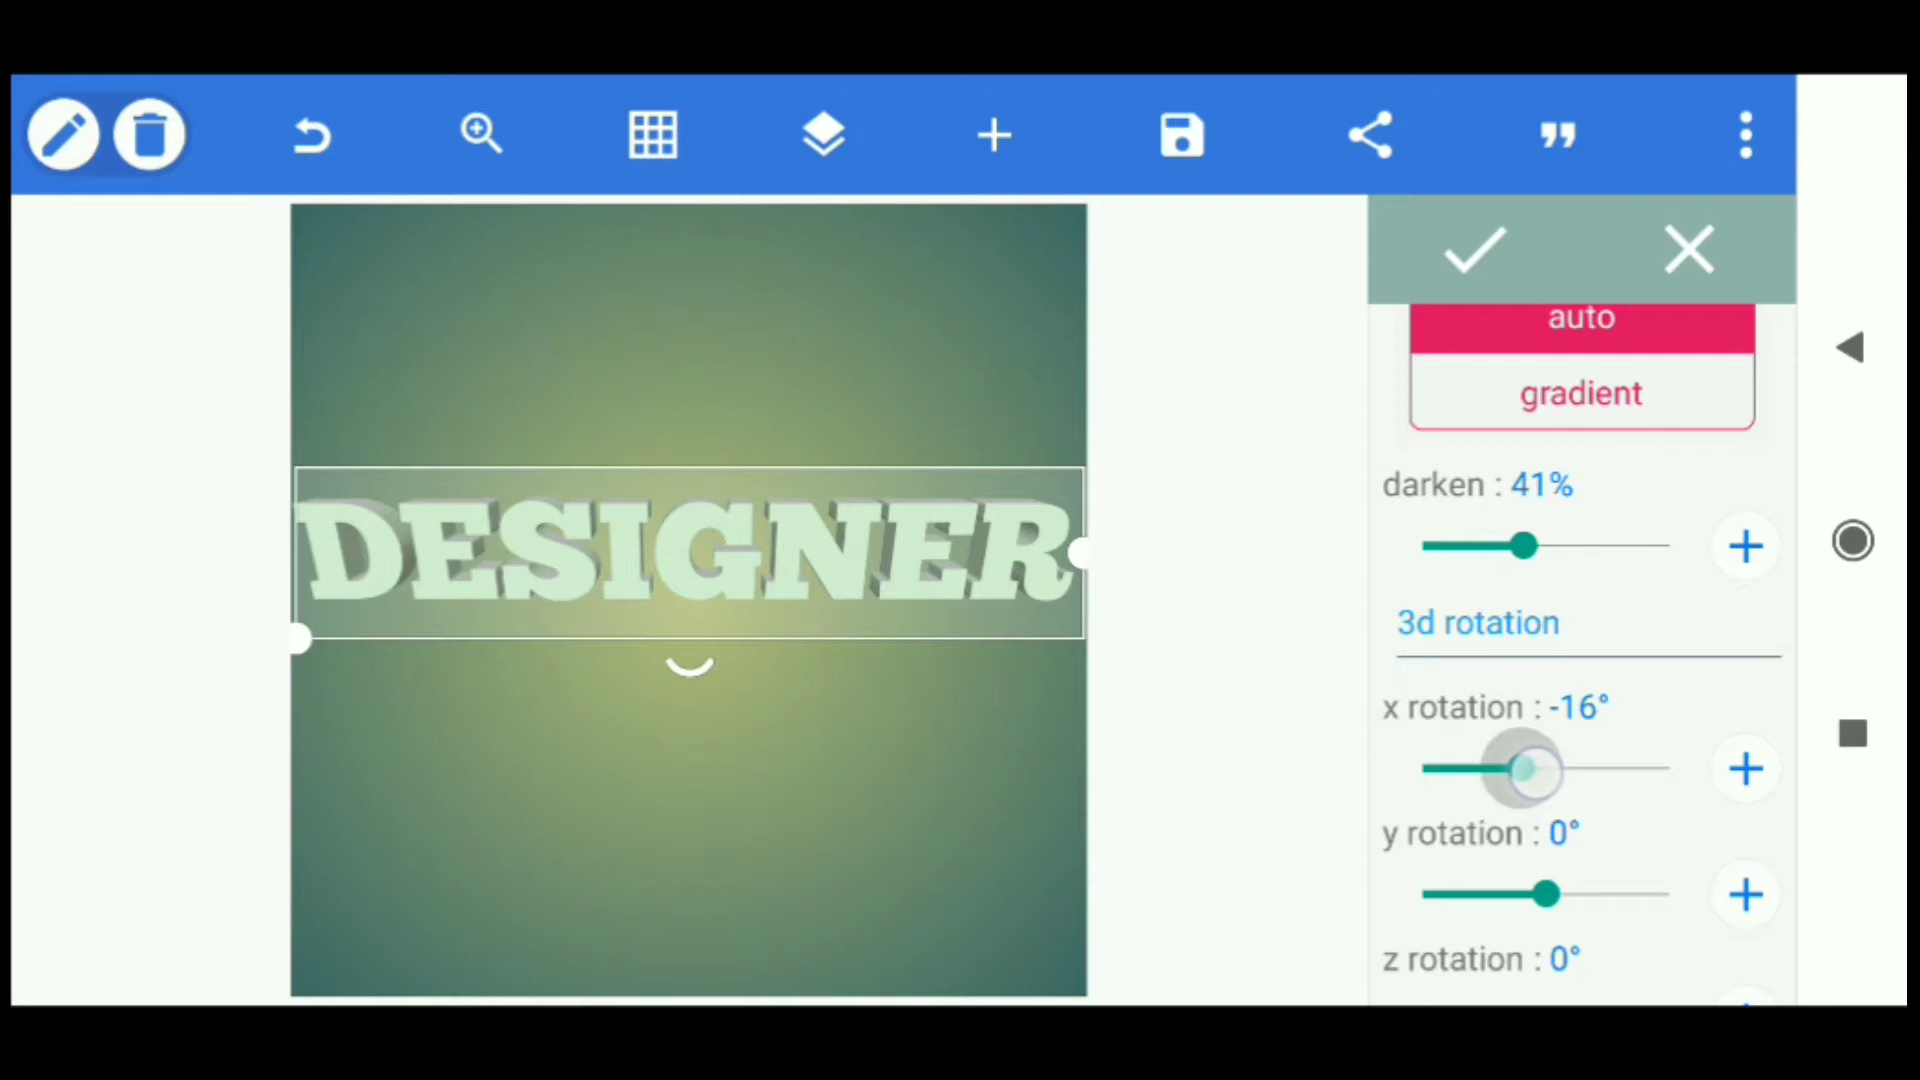 DESIGNER
auto
gradient
darken : 41%
3d rotation
x rotation : -16°
y rotation : 0°
z rotation : 0°